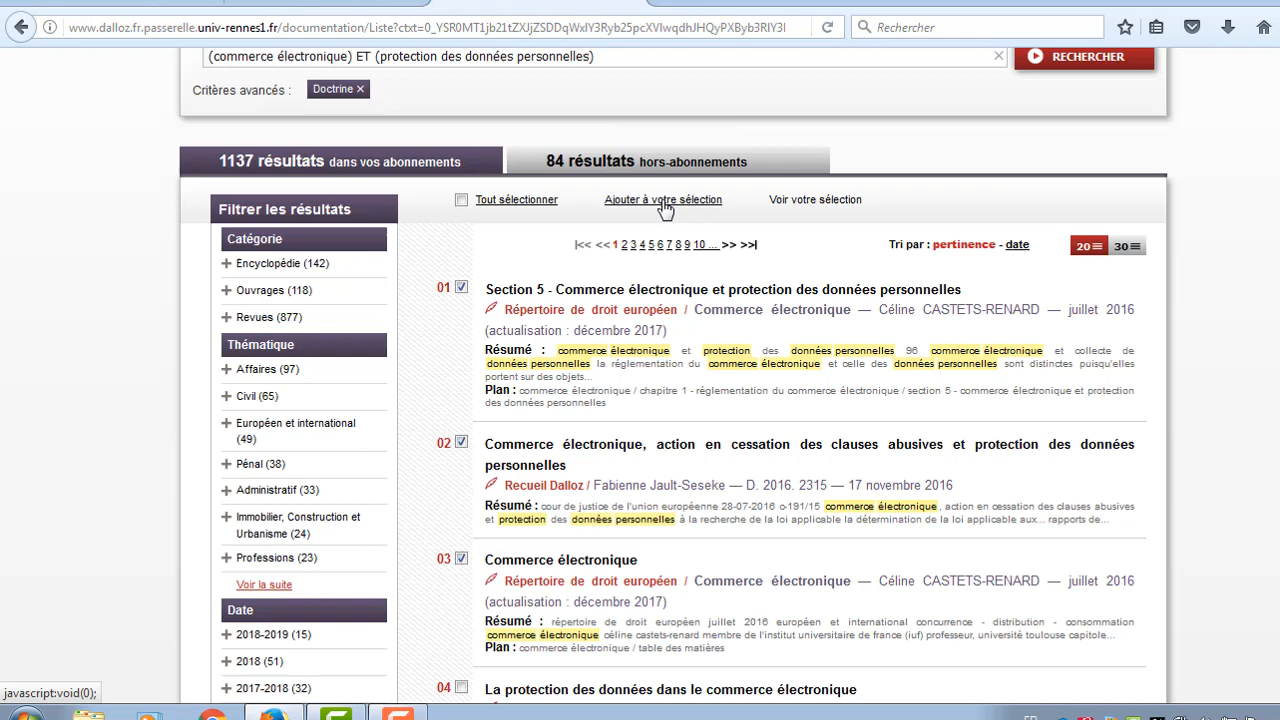 www.dalloz.fr.passerelle.univ-rennes1.fr/documentation/Liste?ctxt=0_YSR0MT1jb21tZXJjZSDDqWxlY3Ryb25pcXVlwqdhJHNyPXByb3RlY3I
Rechercher
(commerce électronique) ET (protection des données personnelles)
RECHERCHER
Critères avancés :
Doctrine ×
1137 résultats dans vos abonnements
84 résultats hors-abonnements
Tout sélectionner
Ajouter à votre sélection
Voir votre sélection
Filtrer les résultats
Catégorie
Encyclopédie (142)
Ouvrages (118)
Revues (877)
Thématique
Affaires (97)
Civil (65)
Européen et international
(49)
Pénal (38)
Administratif (33)
Immobilier, Construction et
Urbanisme (24)
Professions (23)
Voir la suite
Date
2018-2019 (15)
2018 (51)
2017-2018 (32)
|<< << 1 2 3 4 5 6 7 8 9 10 ... >> >>|
Tri par : pertinence - date
20
30
01
Section 5 - Commerce électronique et protection des données personnelles
Répertoire de droit européen / Commerce électronique — Céline CASTETS-RENARD — juillet 2016
(actualisation : décembre 2017)
Résumé : commerce électronique et protection des données personnelles 96 commerce électronique et collecte de
données personnelles la réglementation du commerce électronique et celle des données personnelles sont distinctes puisqu'elles
portent sur des objets...
Plan : commerce électronique / chapitre 1 - réglementation du commerce électronique / section 5 - commerce électronique et protection
des données personnelles
02
Commerce électronique, action en cessation des clauses abusives et protection des données
personnelles
Recueil Dalloz / Fabienne Jault-Seseke — D. 2016. 2315 — 17 novembre 2016
Résumé : cour de justice de l'union européenne 28-07-2016 c-191/15 commerce électronique, action en cessation des clauses abusives
et protection des données personnelles à la recherche de la loi applicable la détermination de la loi applicable aux... rapports de...
03
Commerce électronique
Répertoire de droit européen / Commerce électronique — Céline CASTETS-RENARD — juillet 2016
(actualisation : décembre 2017)
Résumé : répertoire de droit européen juillet 2016 européen et international concurrence - distribution - consommation
commerce électronique céline castets-renard membre de l'institut universitaire de france (iuf) professeur, université toulouse capitole...
Plan : commerce électronique / table des matières
04
La protection des données dans le commerce électronique
javascript:void(0);